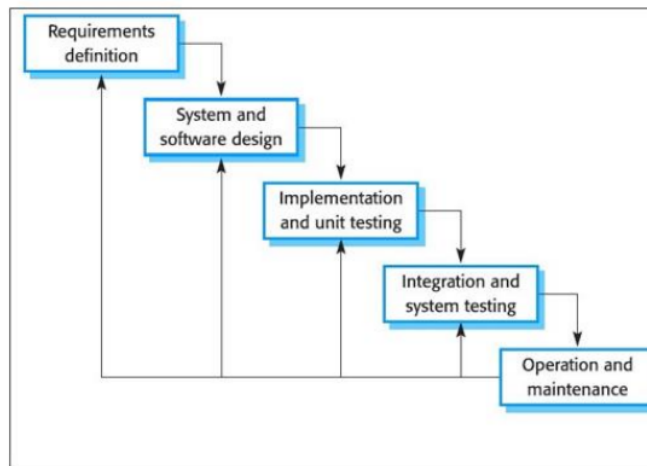 Requirements
definition
System and
software design
Implementation
and unit testing
Integration and
system testing
Operation and
maintenance